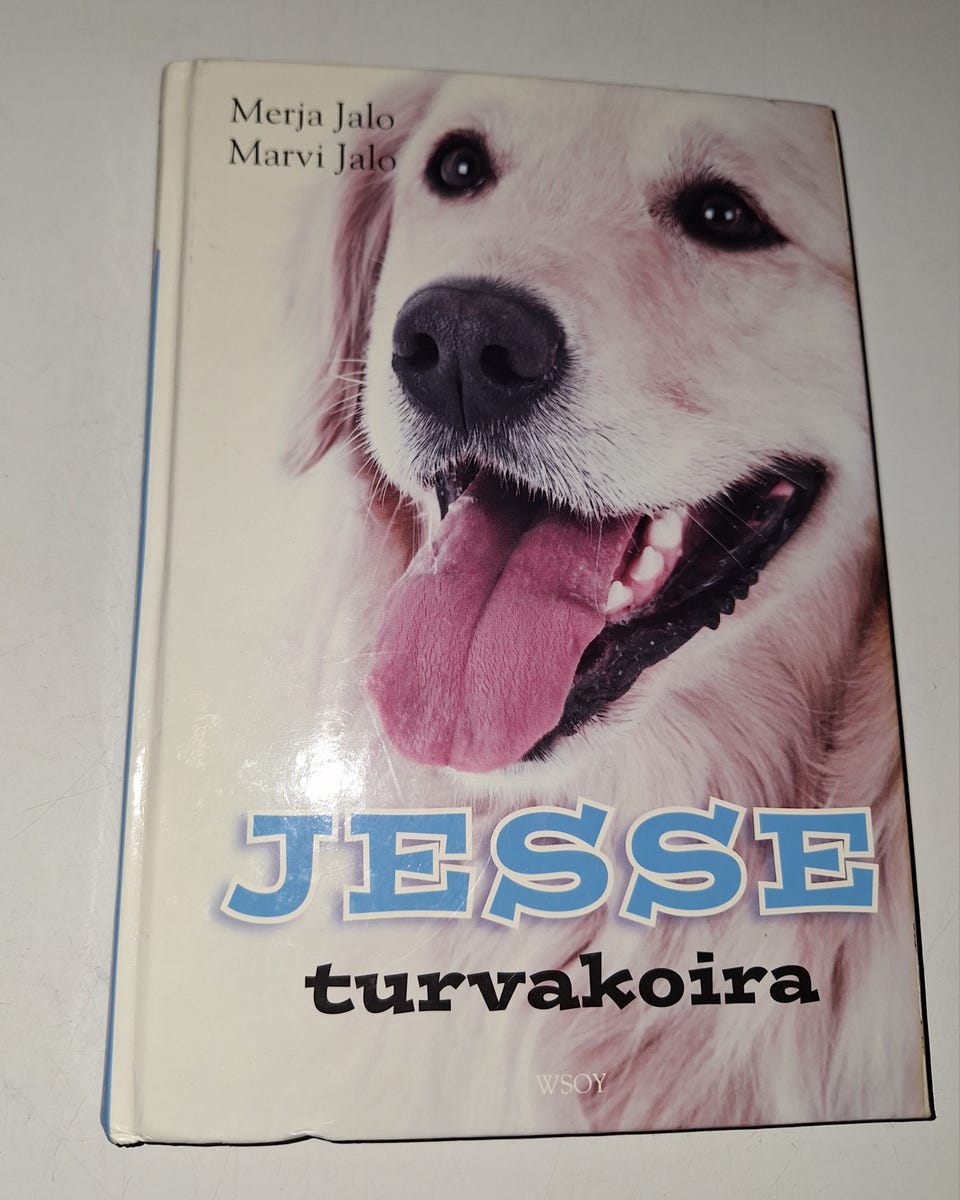 Merja Jalo
Marvi Jalo
JESSE
turvakoira
WSOY